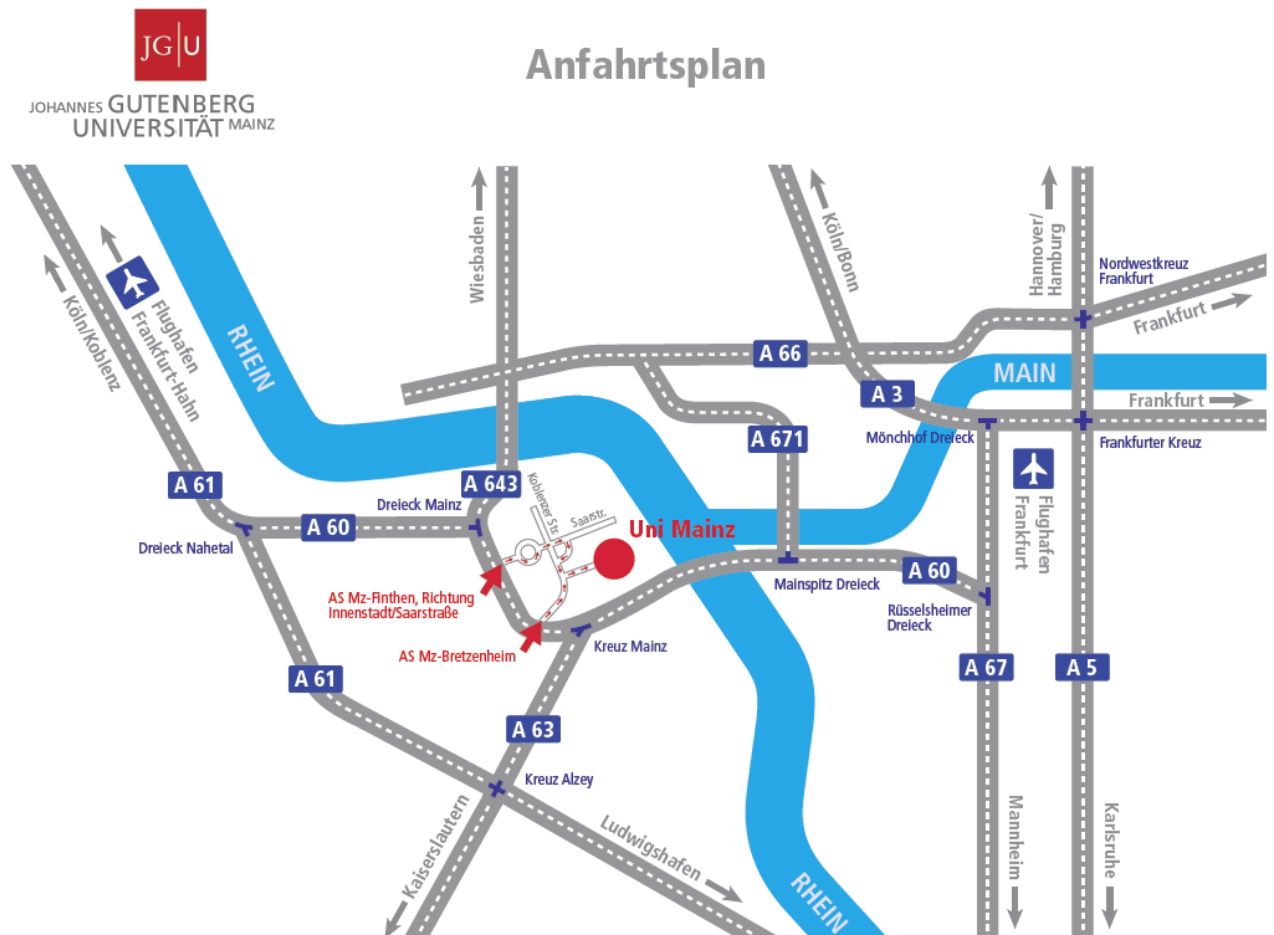 JG|U
JOHANNES GUTENBERG
UNIVERSITÄT MAINZ
Anfahrtsplan
Köln/Koblenz
Flughafen
Frankfurt-Hahn
RHEIN
Wiesbaden
Köln/Bonn
Hannover/
Hamburg
Nordwestkreuz
Frankfurt
Frankfurt
A 66
MAIN
A 3
Frankfurt
A 671
Mönchhof Dreieck
Frankfurter Kreuz
A 61
A 643
Dreieck Mainz
Koblenzer Str.
Saarstr.
Flughafen
Frankfurt
A 60
Uni Mainz
Dreieck Nahetal
Mainspitz Dreieck
A 60
AS Mz-Finthen, Richtung
Innenstadt/Saarstraße
Rüsselsheimer
Dreieck
AS Mz-Bretzenheim
Kreuz Mainz
A 61
A 67
A 5
A 63
Kreuz Alzey
Kaiserslautern
Ludwigshafen
RHEIN
Mannheim
Karlsruhe